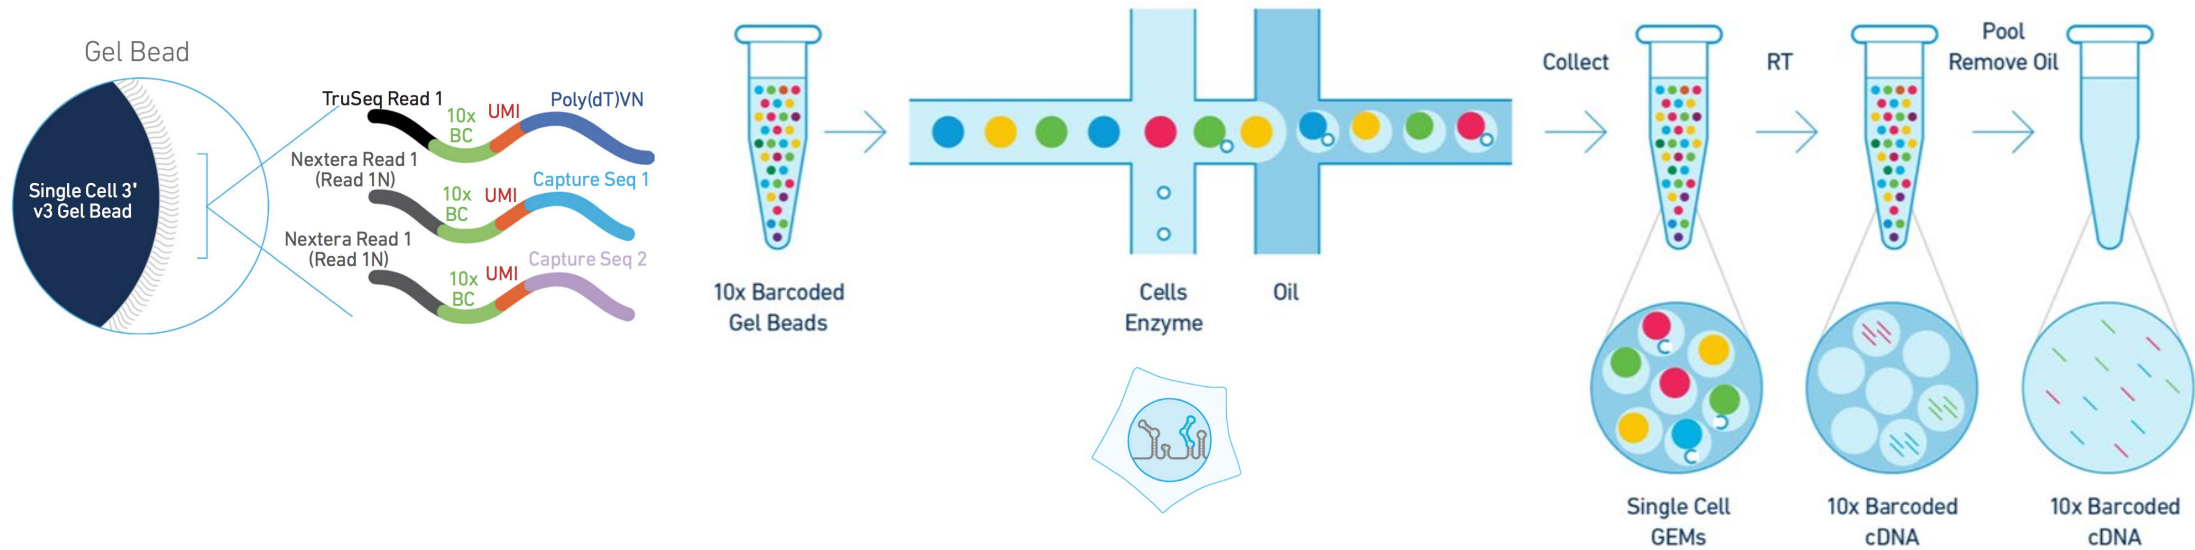 Gel Bead
Single Cell 3'
v3 Gel Bead
TruSeq Read 1
10x
BC
UMI
Poly(dT)VN
Nextera Read 1
(Read 1N)
10x
BC
UMI
Capture Seq 1
Nextera Read 1
(Read 1N)
10x
BC
UMI
Capture Seq 2
10x Barcoded
Gel Beads
Cells
Enzyme
Oil
Collect
RT
Pool
Remove Oil
Single Cell
GEMs
10x Barcoded
cDNA
10x Barcoded
cDNA